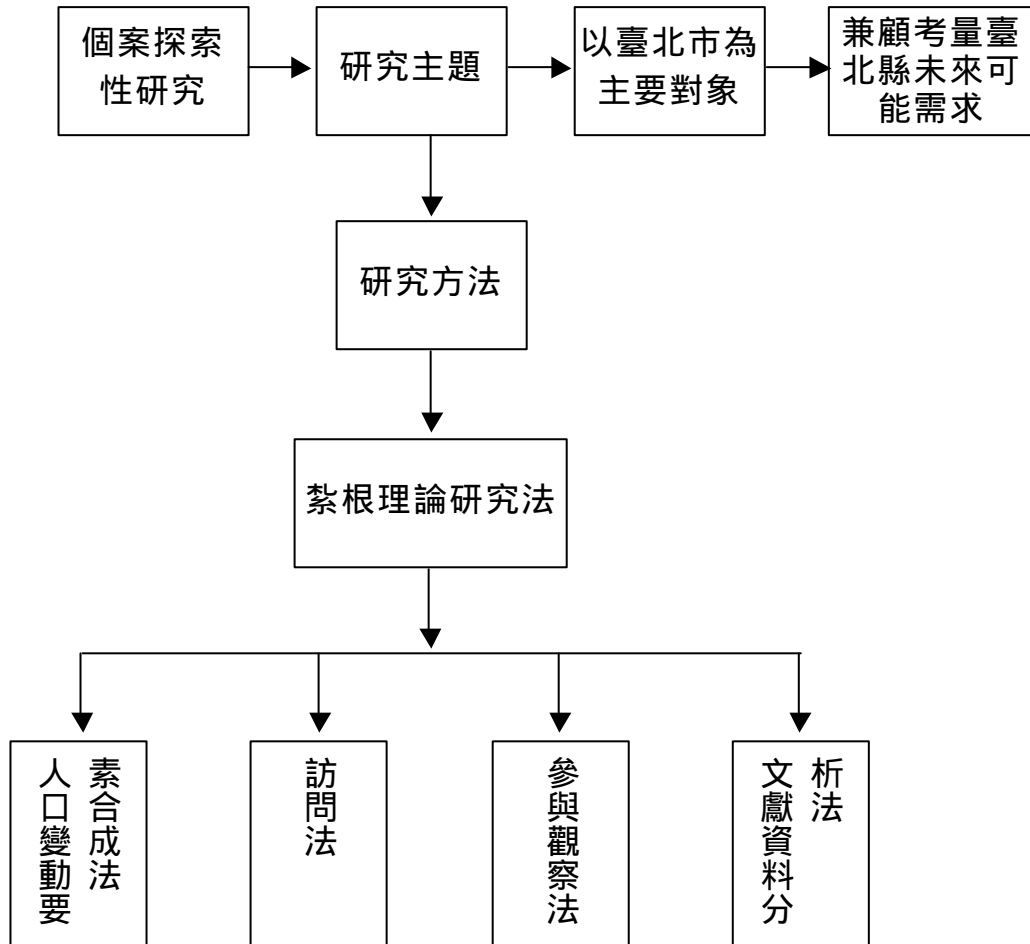 個案探索
性研究
研究主題
以臺北市為
主要對象
兼顧考量臺
北縣未來可
能需求
研究方法
紮根理論研究法
人口變動要
素合成法
訪問法
參與觀察法
文獻資料分
析法